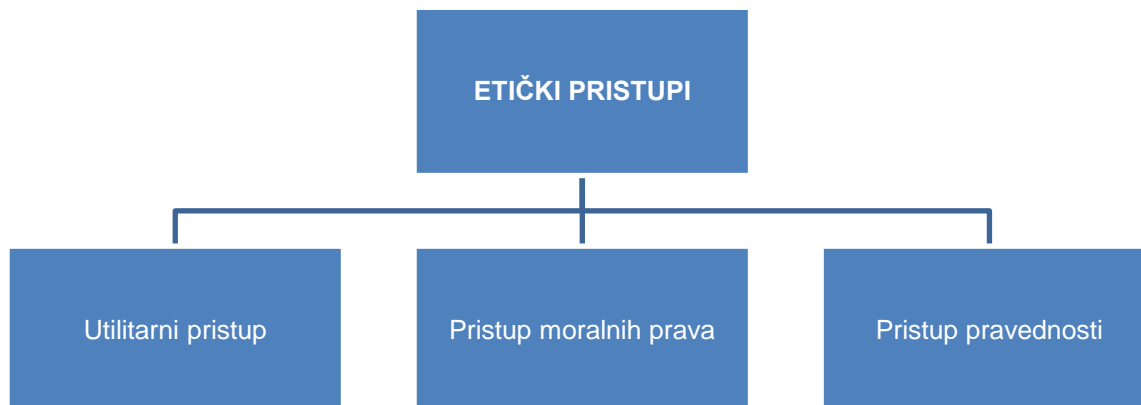 ETIČKI PRISTUPI
Utilitarni pristup
Pristup moralnih prava
Pristup pravednosti